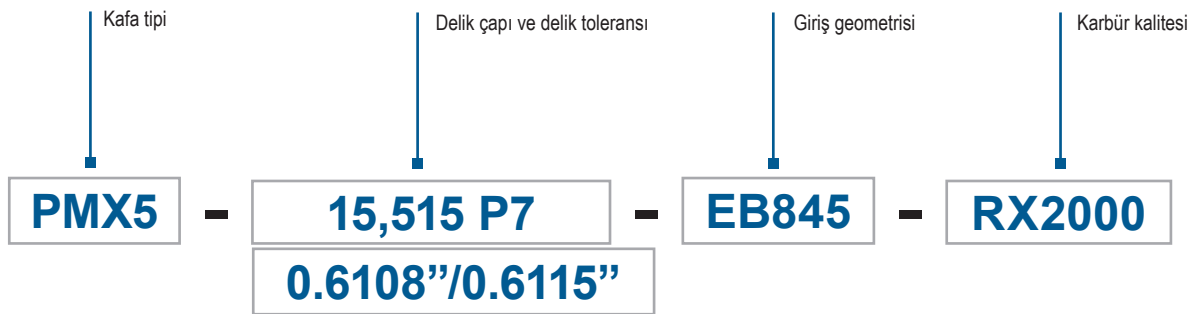 Kafa tipi
Delik çapı ve delik toleransı
Giriş geometrisi
Karbür kalitesi
PMX5 - 15,515 P7 - EB845 - RX2000
0.6108”/0.6115”